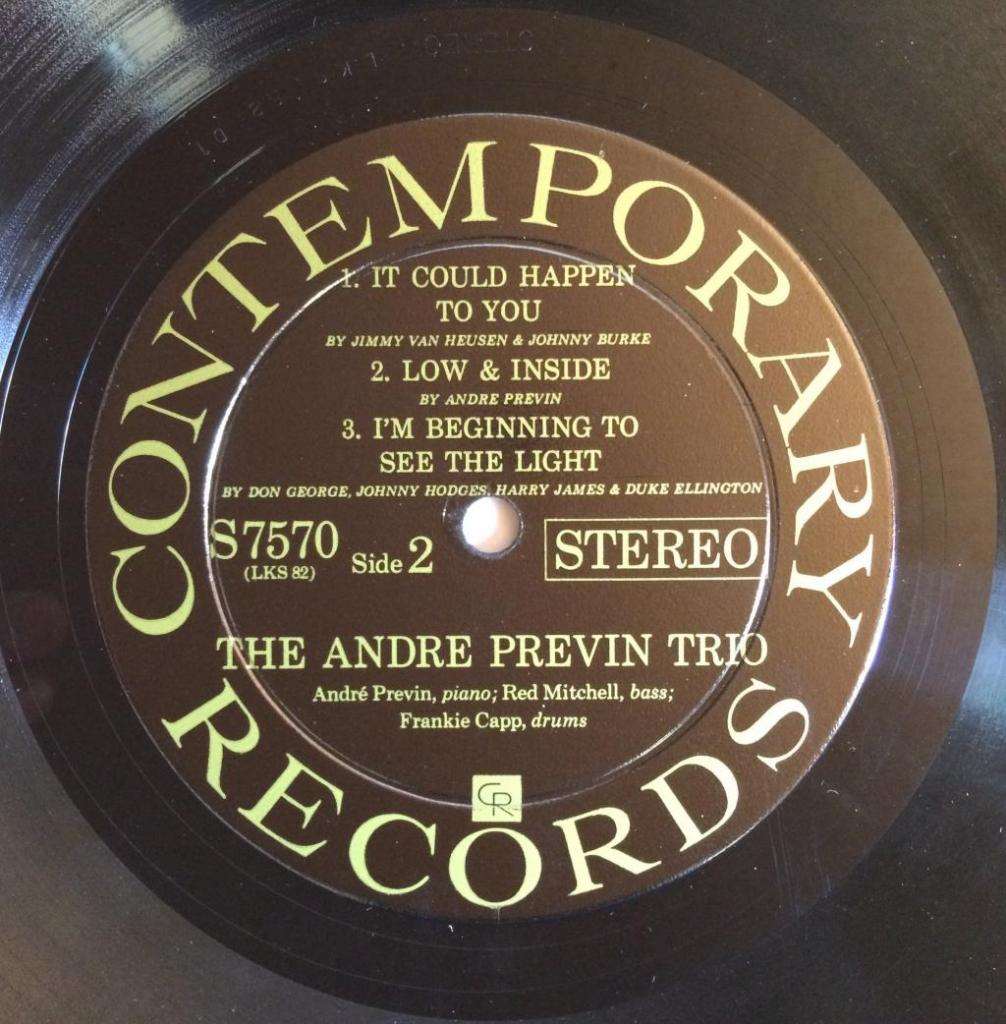 CONTEMPORARY
1. IT COULD HAPPEN
TO YOU
BY JIMMY VAN HEUSEN & JOHNNY BURKE
2. LOW & INSIDE
BY ANDRE PREVIN
3. I'M BEGINNING TO
SEE THE LIGHT
BY DON GEORGE, JOHNNY HODGES, HARRY JAMES & DUKE ELLINGTON
S 7570
(LKS 82)
Side 2
STEREO
THE ANDRE PREVIN TRIO
André Previn, piano; Red Mitchell, bass;
Frankie Capp, drums
CR
RECORDS